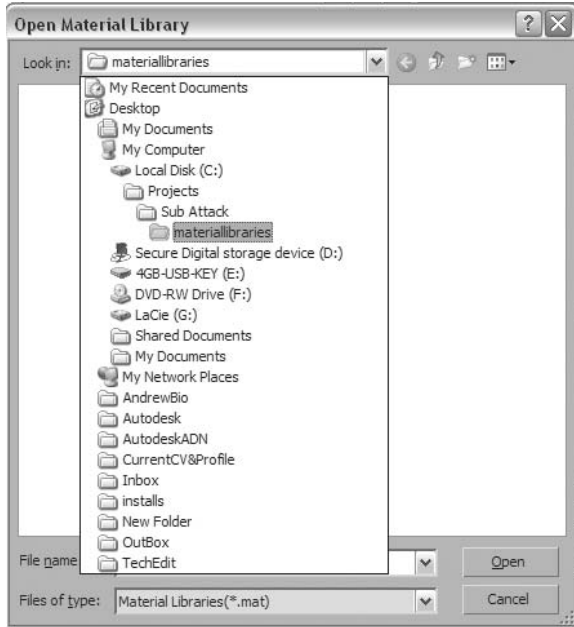 Open Material Library
Look in: materiallibraries
My Recent Documents
Desktop
My Documents
My Computer
Local Disk (C:)
Projects
Sub Attack
materiallibraries
Secure Digital storage device (D:)
4GB-USB-KEY (E:)
DVD-RW Drive (F:)
LaCie (G:)
Shared Documents
My Documents
My Network Places
AndrewBio
Autodesk
AutodeskADN
CurrentCV&Profile
Inbox
installs
New Folder
OutBox
TechEdit
File name
Open
Files of type: Material Libraries(*.mat)
Cancel